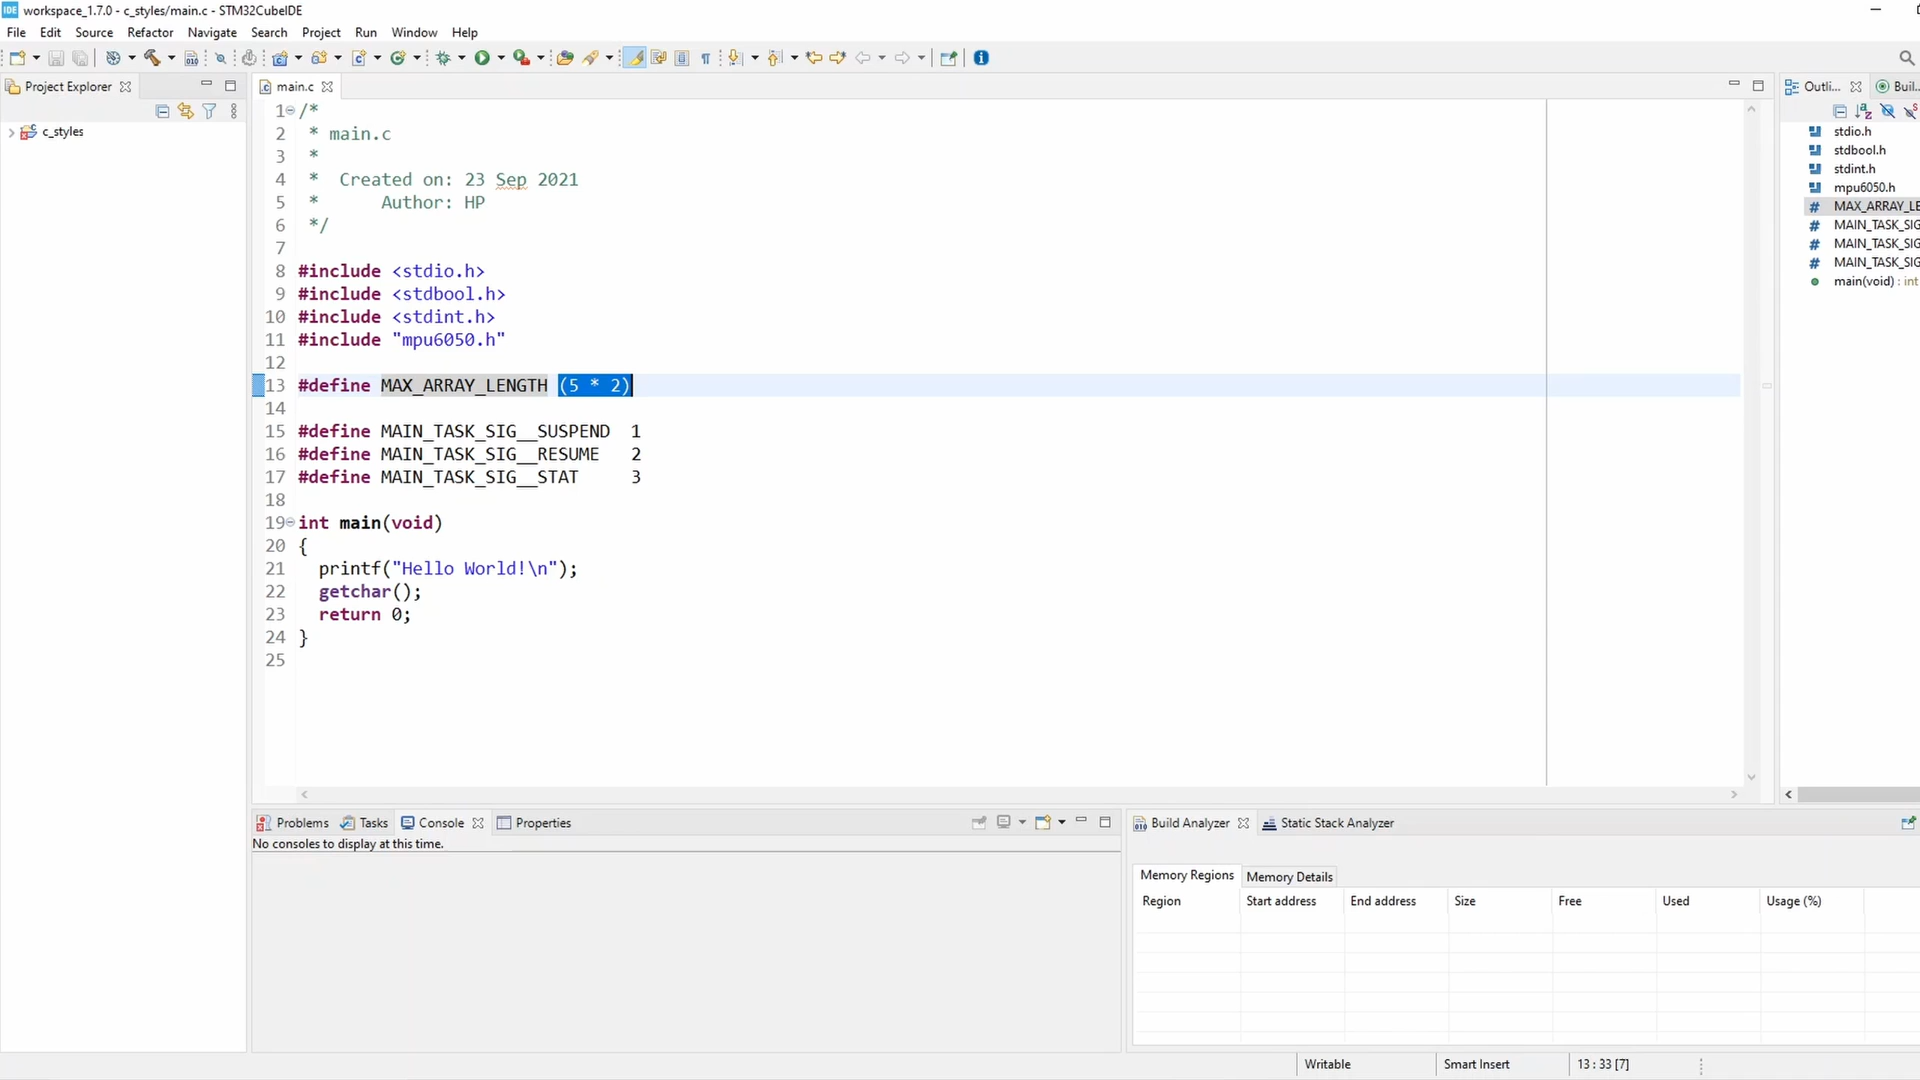 workspace_1.7.0 - c_styles/main.c - STM32CubeIDE
File Edit Source Refactor Navigate Search Project Run Window Help
Project Explorer
c_styles
main.c
1 /*
2  * main.c
3  *
4  *  Created on: 23 Sep 2021
5  *      Author: HP
6  */
7
8 #include <stdio.h>
9 #include <stdbool.h>
10 #include <stdint.h>
11 #include "mpu6050.h"
12
13 #define MAX_ARRAY_LENGTH (5 * 2)
14
15 #define MAIN_TASK_SIG__SUSPEND  1
16 #define MAIN_TASK_SIG__RESUME   2
17 #define MAIN_TASK_SIG__STAT     3
18
19 int main(void)
20 {
21   printf("Hello World!\n");
22   getchar();
23   return 0;
24 }
25
Outli... Buil...
stdio.h
stdbool.h
stdint.h
mpu6050.h
# MAX_ARRAY_LE
# MAIN_TASK_SIG
# MAIN_TASK_SIG
# MAIN_TASK_SIG
main(void) : int
Problems Tasks Console Properties
No consoles to display at this time.
Build Analyzer Static Stack Analyzer
Memory Regions Memory Details
Region Start address End address Size Free Used Usage (%)
Writable Smart Insert 13 : 33 [7]